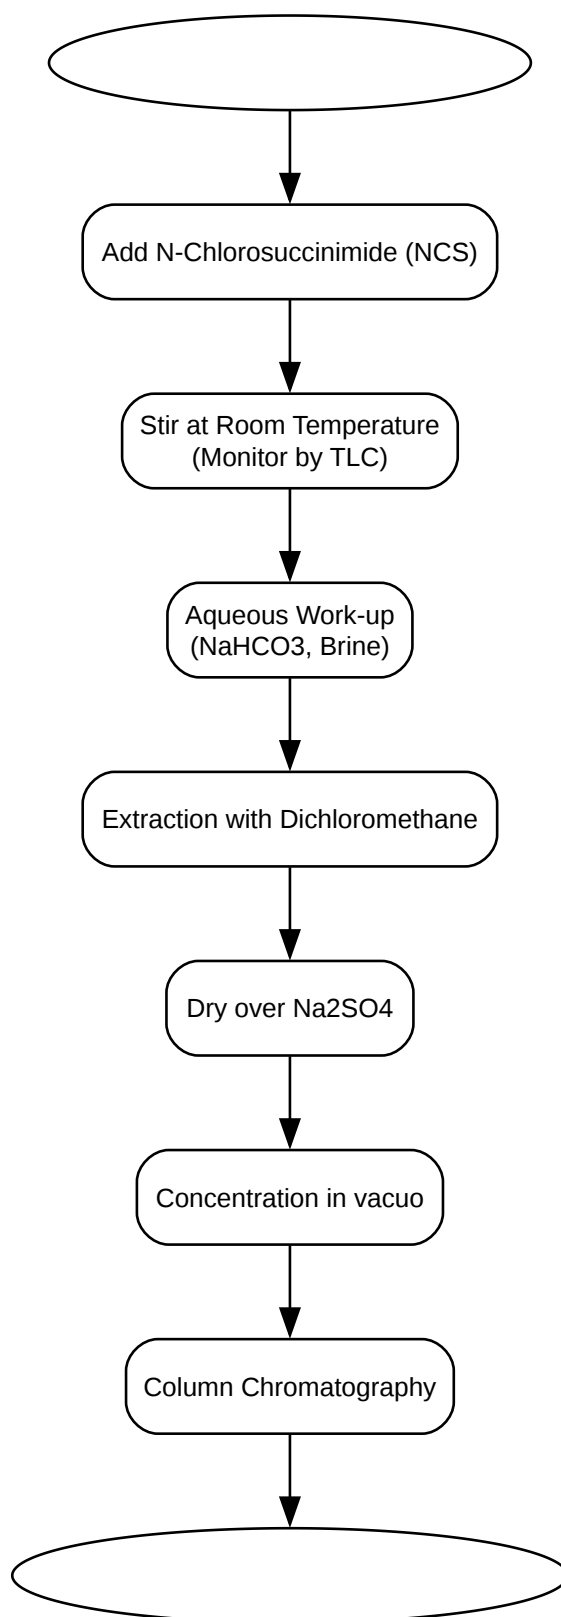 Add N-Chlorosuccinimide (NCS)
Stir at Room Temperature
(Monitor by TLC)
Aqueous Work-up
(NaHCO3, Brine)
Extraction with Dichloromethane
Dry over Na2SO4
Concentration in vacuo
Column Chromatography